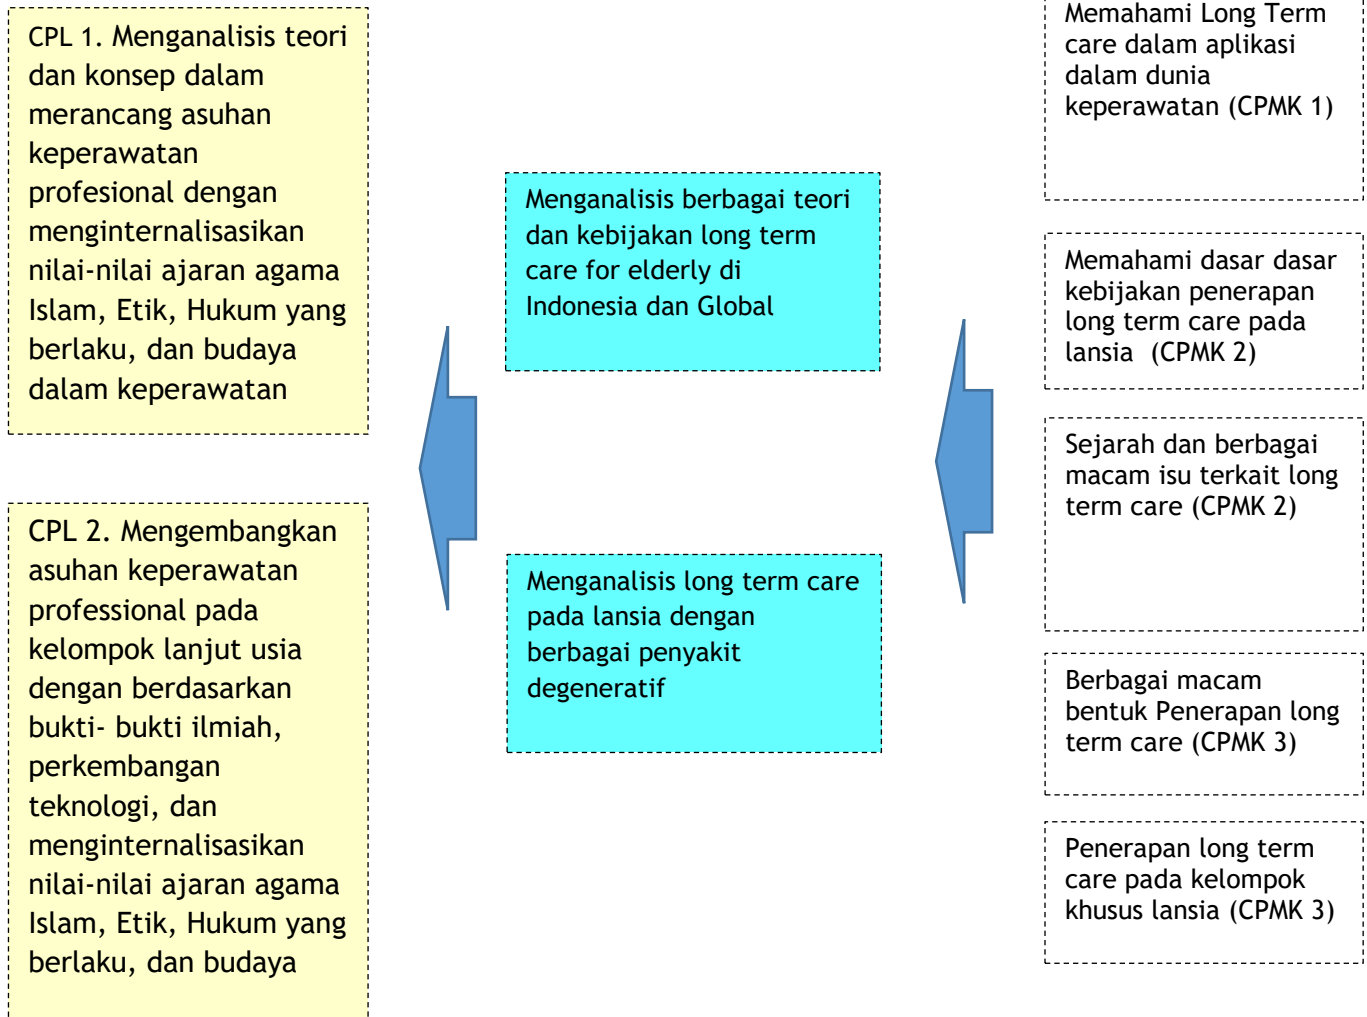 CPL 1. Menganalisis teori
dan konsep dalam
merancang asuhan
keperawatan
profesional dengan
menginternalisasikan
nilai-nilai ajaran agama
Islam, Etik, Hukum yang
berlaku, dan budaya
dalam keperawatan
CPL 2. Mengembangkan
asuhan keperawatan
professional pada
kelompok lanjut usia
dengan berdasarkan
bukti- bukti ilmiah,
perkembangan
teknologi, dan
menginternalisasikan
nilai-nilai ajaran agama
Islam, Etik, Hukum yang
berlaku, dan budaya
Menganalisis berbagai teori
dan kebijakan long term
care for elderly di
Indonesia dan Global
Menganalisis long term care
pada lansia dengan
berbagai penyakit
degeneratif
Memahami Long Term
care dalam aplikasi
dalam dunia
keperawatan (CPMK 1)
Memahami dasar dasar
kebijakan penerapan
long term care pada
lansia  (CPMK 2)
Sejarah dan berbagai
macam isu terkait long
term care (CPMK 2)
Berbagai macam
bentuk Penerapan long
term care (CPMK 3)
Penerapan long term
care pada kelompok
khusus lansia (CPMK 3)